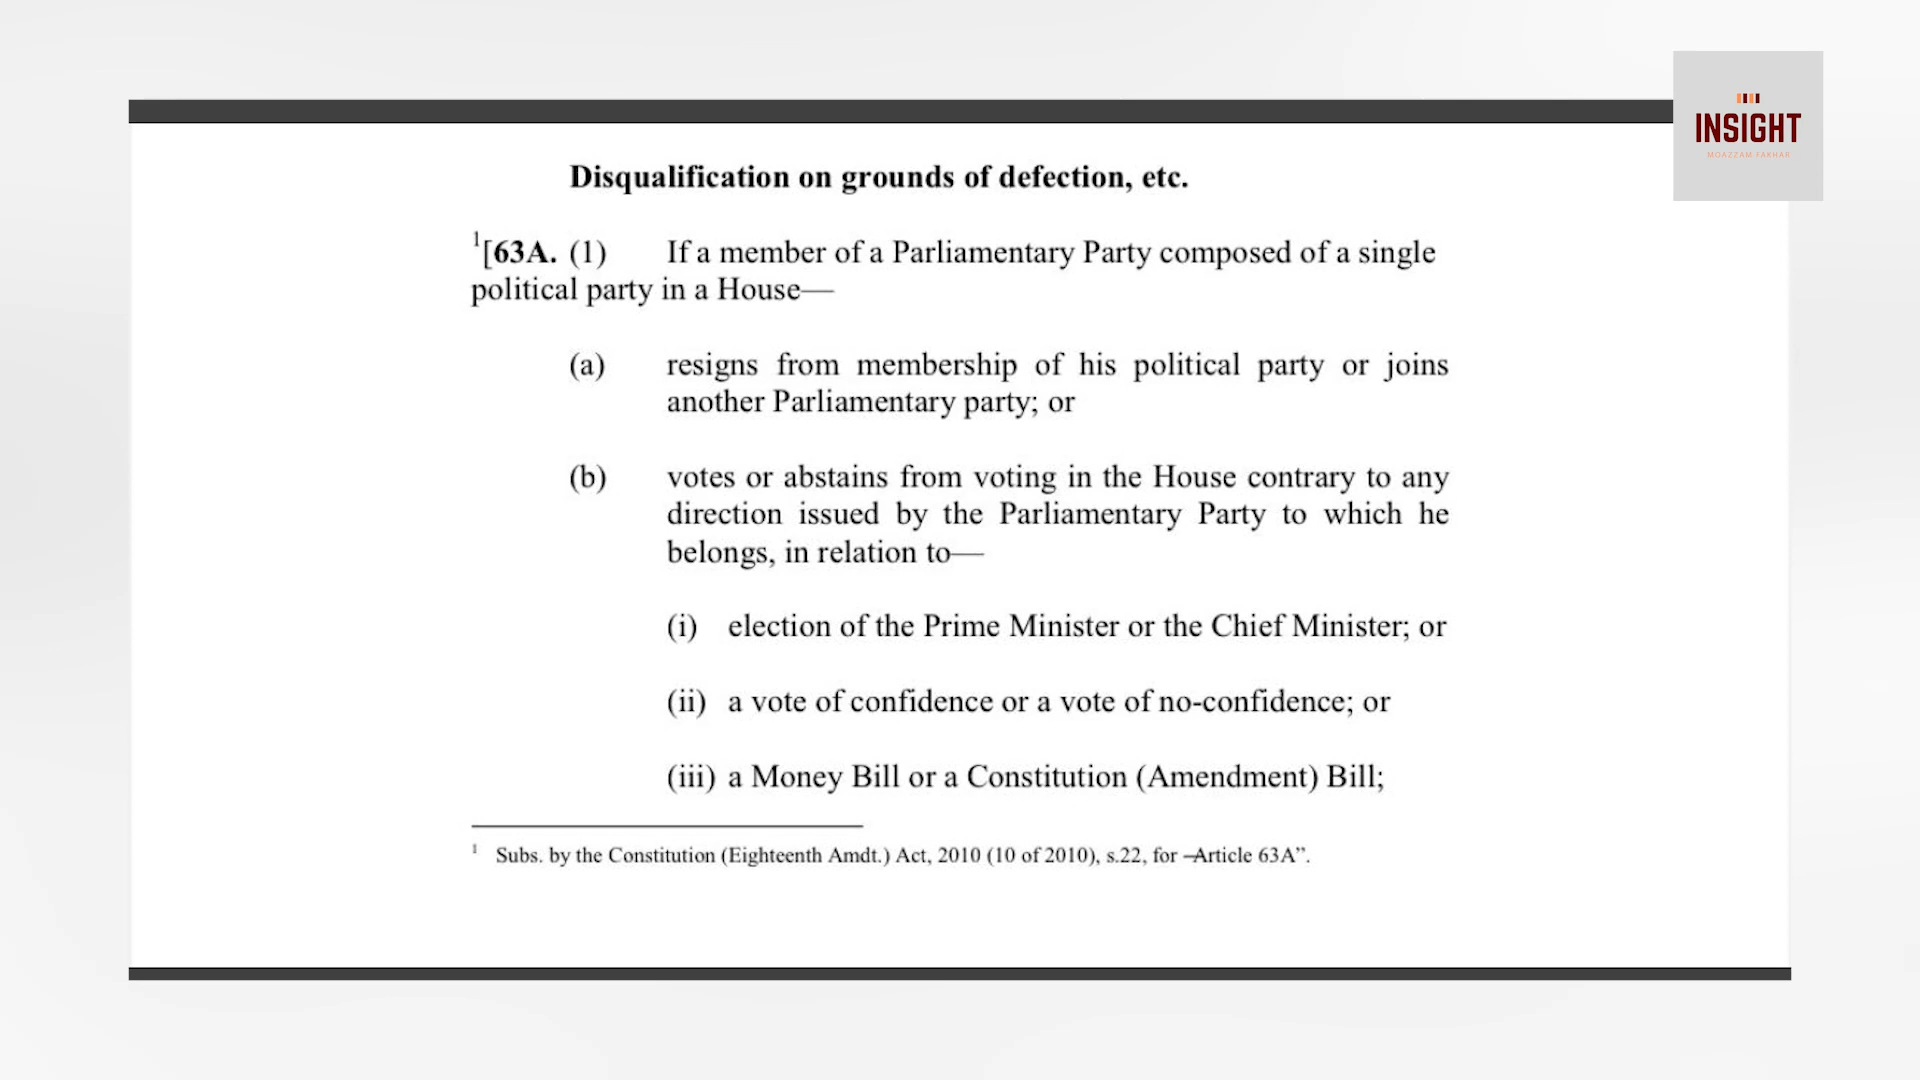 INSIGHT
MOAZZAM FAKHAR
Disqualification on grounds of defection, etc.
¹[63A. (1) If a member of a Parliamentary Party composed of a single
political party in a House—
(a) resigns from membership of his political party or joins
another Parliamentary party; or
(b) votes or abstains from voting in the House contrary to any
direction issued by the Parliamentary Party to which he
belongs, in relation to—
(i) election of the Prime Minister or the Chief Minister; or
(ii) a vote of confidence or a vote of no-confidence; or
(iii) a Money Bill or a Constitution (Amendment) Bill;
¹ Subs. by the Constitution (Eighteenth Amdt.) Act, 2010 (10 of 2010), s.22, for ―Article 63A”.